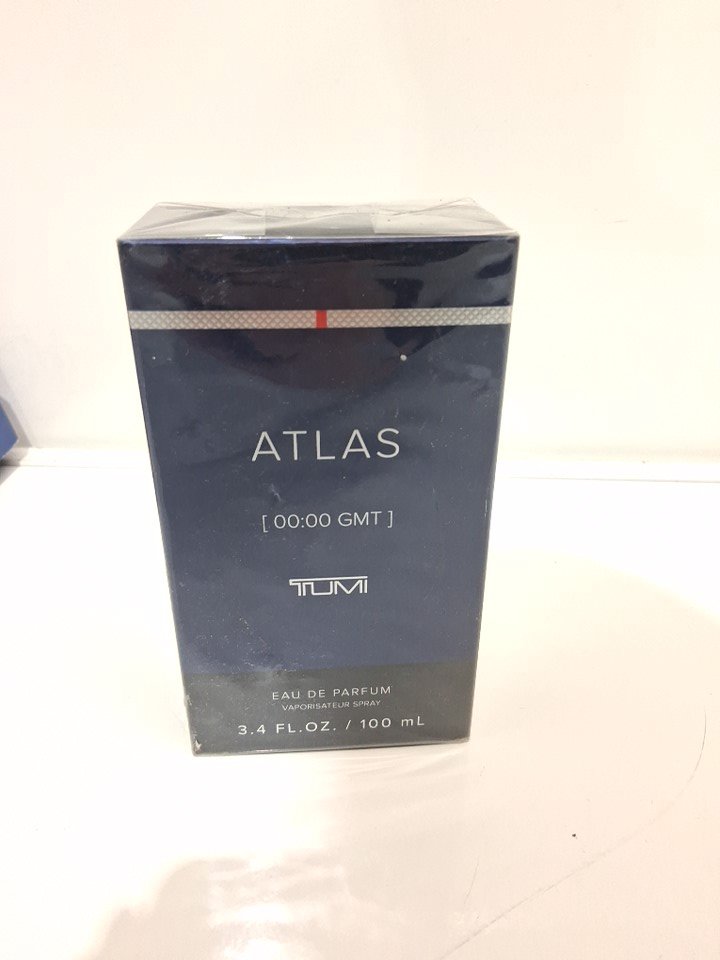 ATLAS
[ 00:00 GMT ]
TUMI
EAU DE PARFUM
VAPORISATEUR SPRAY
3.4 FL.OZ. / 100 mL